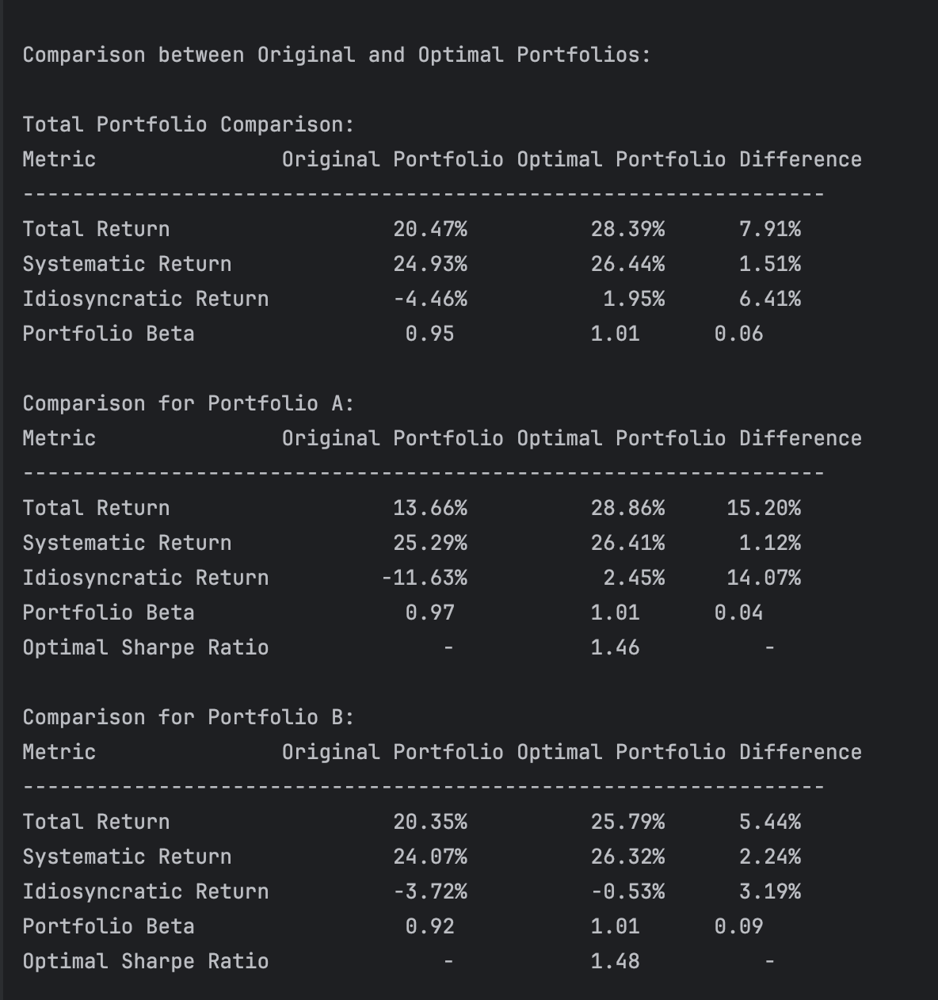 Comparison between Original and Optimal Portfolios:
Total Portfolio Comparison:
Metric               Original Portfolio Optimal Portfolio Difference
-----------------------------------------------------------------
Total Return                  20.47%          28.39%      7.91%
Systematic Return             24.93%          26.44%      1.51%
Idiosyncratic Return          -4.46%           1.95%      6.41%
Portfolio Beta                 0.95           1.01      0.06
Comparison for Portfolio A:
Metric               Original Portfolio Optimal Portfolio Difference
-----------------------------------------------------------------
Total Return                  13.66%          28.86%     15.20%
Systematic Return             25.29%          26.41%      1.12%
Idiosyncratic Return         -11.63%           2.45%     14.07%
Portfolio Beta                 0.97           1.01      0.04
Optimal Sharpe Ratio              -           1.46          -
Comparison for Portfolio B:
Metric               Original Portfolio Optimal Portfolio Difference
-----------------------------------------------------------------
Total Return                  20.35%          25.79%      5.44%
Systematic Return             24.07%          26.32%      2.24%
Idiosyncratic Return          -3.72%          -0.53%      3.19%
Portfolio Beta                 0.92           1.01      0.09
Optimal Sharpe Ratio              -           1.48          -